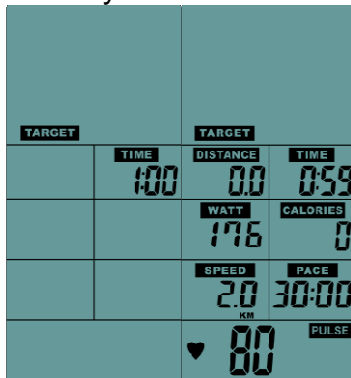 TARGET TARGET
TIME DISTANCE TIME
1:00 0.0 0:59
WATT CALORIES
176 0
SPEED PACE
2.0 30:00
KM
80 PULSE